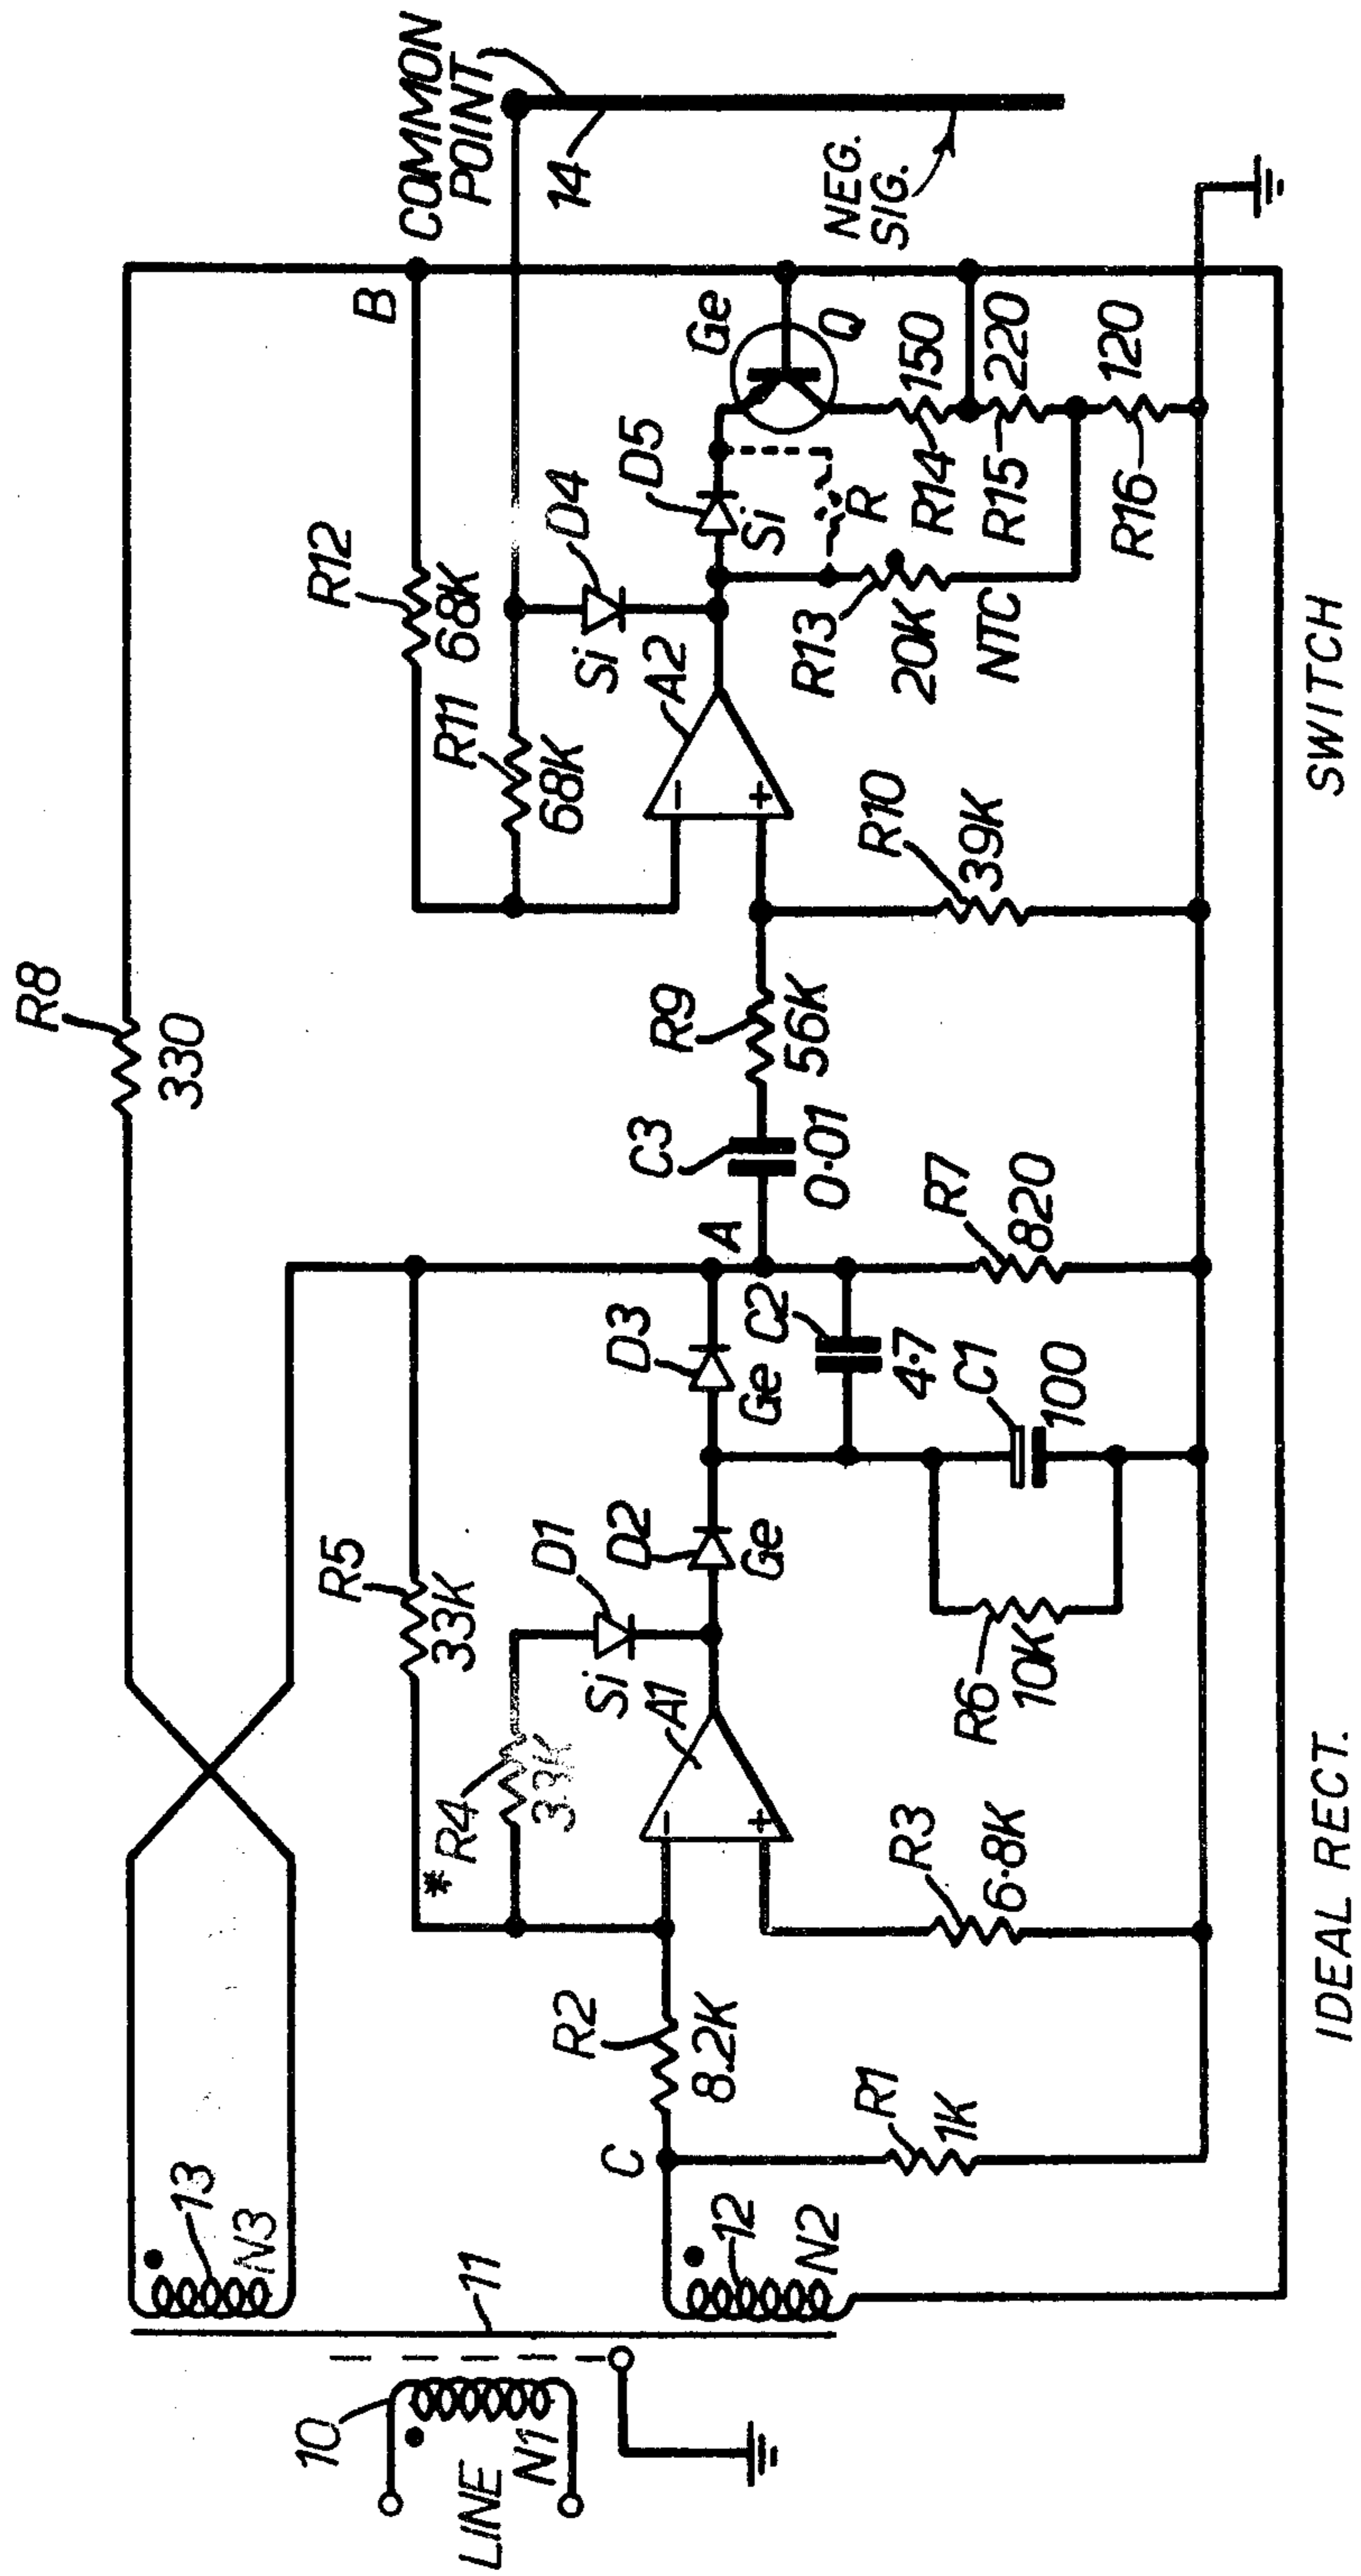 R8
330
COMMON
POINT
14
B
R12
68K
R11
68K
D4
Si
D5
Si
Ge
Q
NEG.
SIG.
A2
−
+
R
R13
20K
NTC
R14
150
R15
220
R16
120
R9
56K
R10
39K
C3
0·01
A
R5
33K
*R4
33K
D1
Si
A1
−
+
D2
Ge
D3
Ge
C2
4·7
C1
100
R6
10K
R7
820
R3
6·8K
R2
8.2K
C
R1
1K
13
N3
11
12
N2
10
LINE
N1
IDEAL RECT.
SWITCH